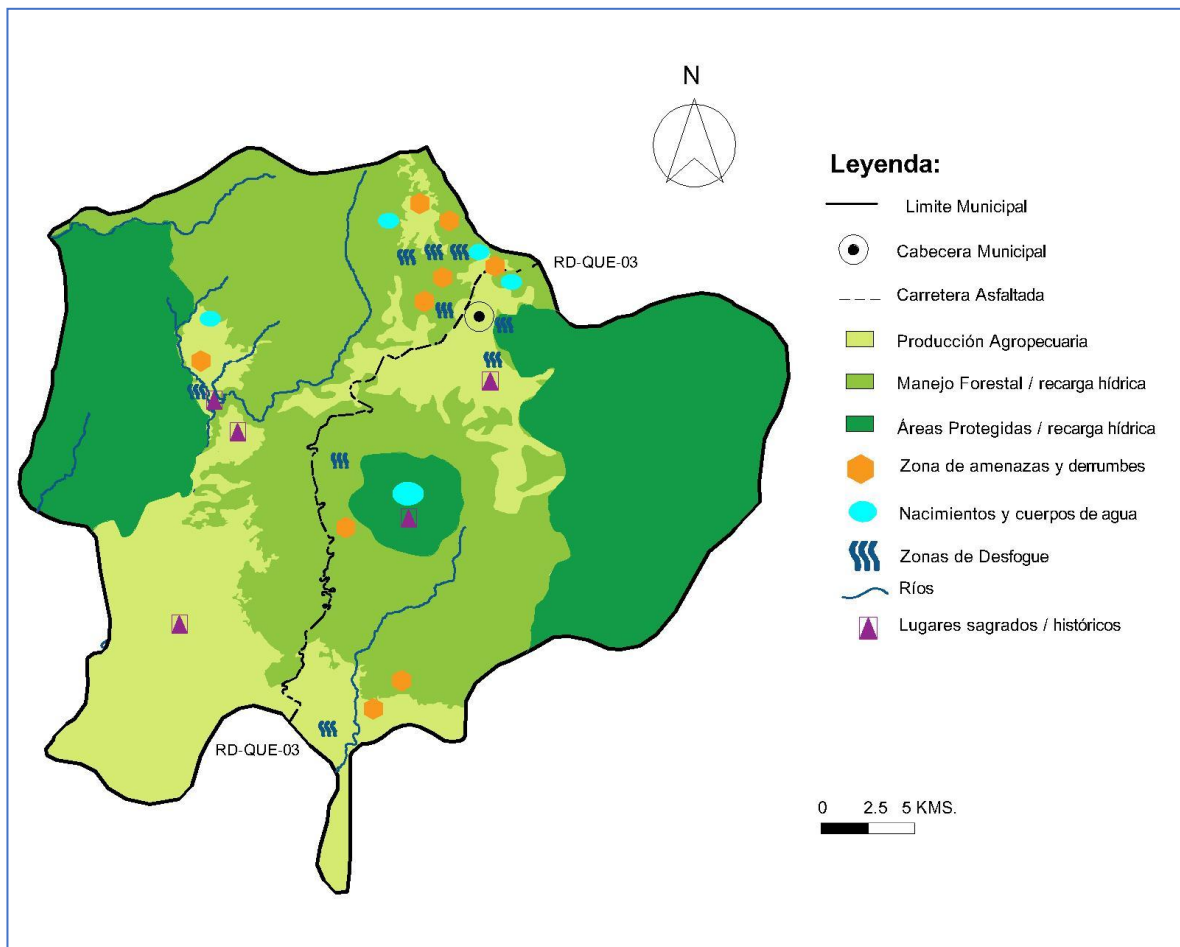 N
Leyenda:
Limite Municipal
Cabecera Municipal
RD-QUE-03
Carretera Asfaltada
Producción Agropecuaria
Manejo Forestal / recarga hídrica
Áreas Protegidas / recarga hídrica
Zona de amenazas y derrumbes
Nacimientos y cuerpos de agua
Zonas de Desfogue
Ríos
Lugares sagrados / históricos
RD-QUE-03
0 2.5 5 KMS.